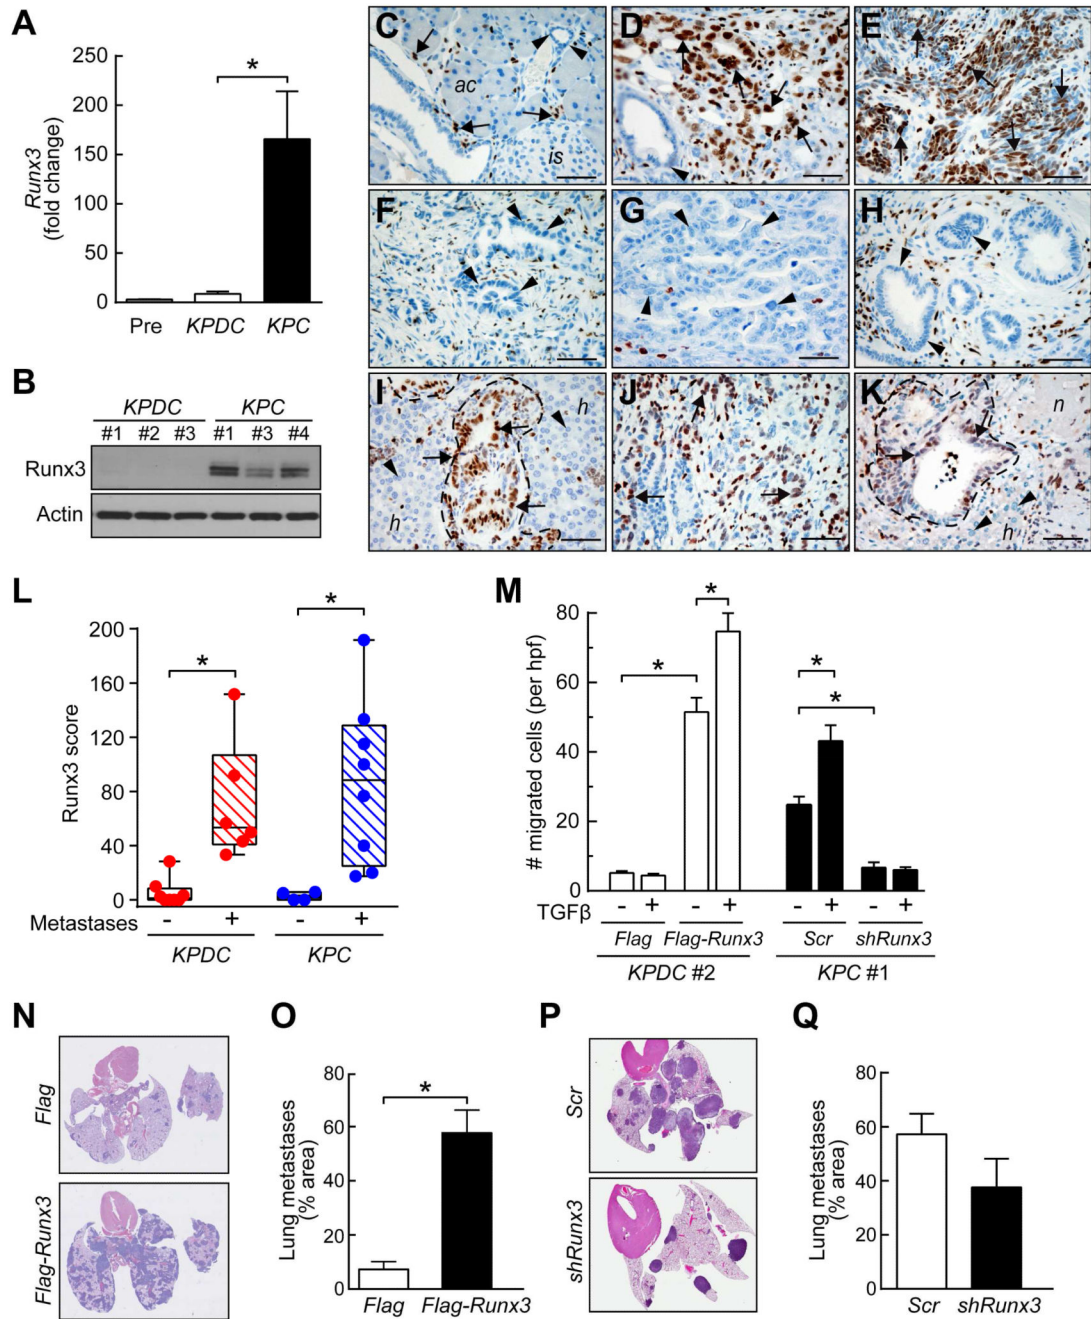 A
Runx3
(fold change)
250
200
150
100
50
0
*
Pre KPDC KPC
B
KPDC KPC
#1 #2 #3 #1 #3 #4
Runx3
Actin
C
ac
is
D
E
F
G
H
I
h
h
J
K
n
h
L
Runx3 score
200
160
120
80
40
0
*
*
Metastases - + - +
KPDC KPC
M
# migrated cells (per hpf)
80
60
40
20
0
*
*
*
*
TGFβ - + - + - + - +
Flag Flag-Runx3 Scr shRunx3
KPDC #2 KPC #1
N
Flag
Flag-Runx3
O
Lung metastases
(% area)
80
60
40
20
0
*
Flag Flag-Runx3
P
Scr
shRunx3
Q
Lung metastases
(% area)
80
60
40
20
0
Scr shRunx3